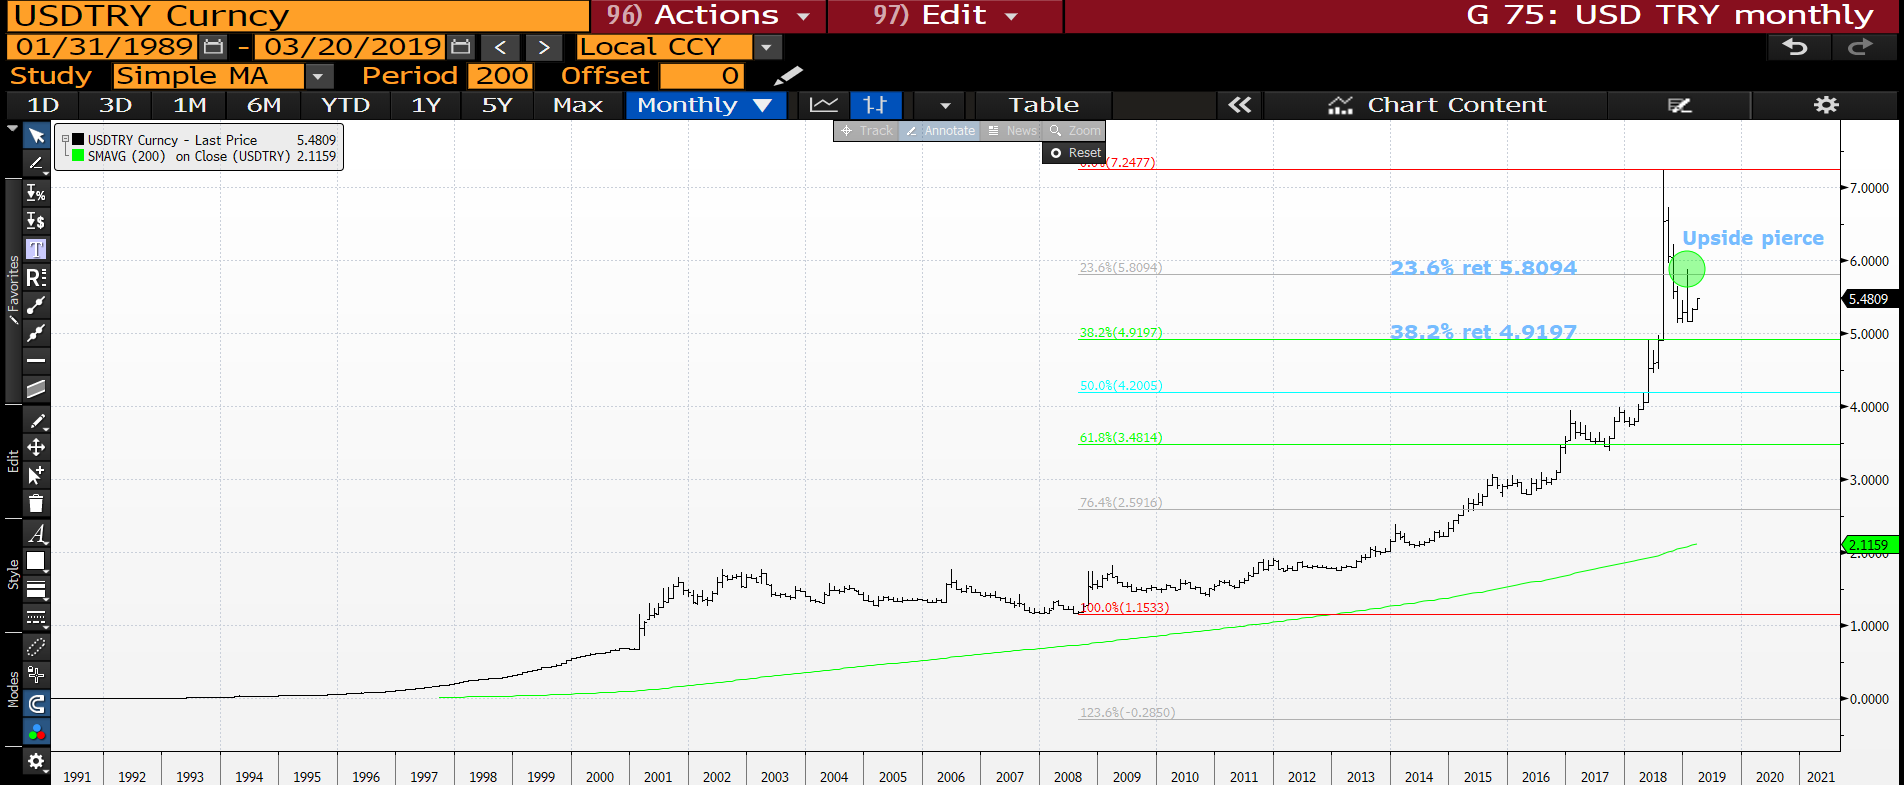 USDTRY Curncy 96) Actions 97) Edit G 75: USD TRY monthly
01/31/1989 - 03/20/2019 < > Local CCY
Study Simple MA Period 200 Offset 0
1D 3D 1M 6M YTD 1Y 5Y Max Monthly ▼ Table Chart Content
Track Annotate News Zoom
Reset
USDTRY Curncy - Last Price 5.4809
SMAVG (200) on Close (USDTRY) 2.1159
0.0%(7.2477)
7.0000
Upside pierce
23.6%(5.8094) 23.6% ret 5.8094
6.0000
5.4809
38.2%(4.9197) 38.2% ret 4.9197
5.0000
50.0%(4.2005)
4.0000
61.8%(3.4814)
3.0000
76.4%(2.5916)
2.1159
2.0000
100.0%(1.1533)
1.0000
0.0000
123.6%(-0.2850)
1991 1992 1993 1994 1995 1996 1997 1998 1999 2000 2001 2002 2003 2004 2005 2006 2007 2008 2009 2010 2011 2012 2013 2014 2015 2016 2017 2018 2019 2020 2021
Favorites
Edit
Style
Modes
%
$
T
R
A